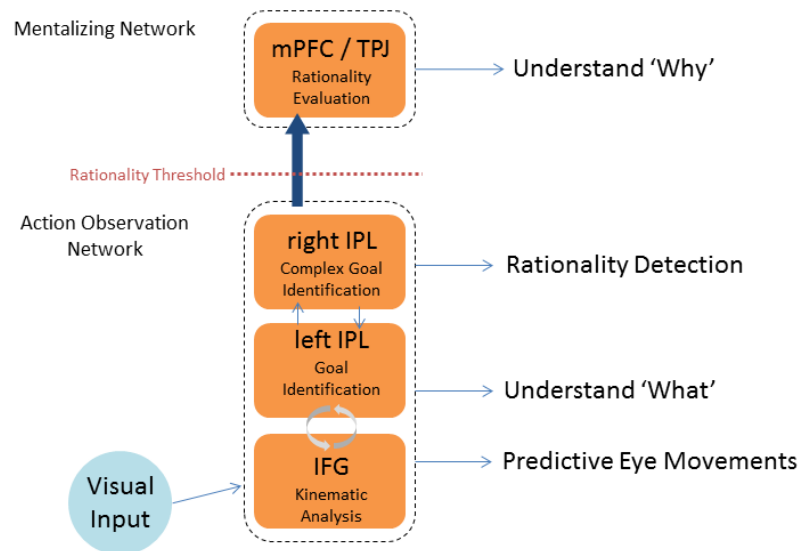 Mentalizing Network
mPFC / TPJ
Rationality
Evaluation
Understand ‘Why’
Rationality Threshold
Action Observation
Network
right IPL
Complex Goal
Identification
Rationality Detection
left IPL
Goal
Identification
Understand ‘What’
IFG
Kinematic
Analysis
Predictive Eye Movements
Visual
Input